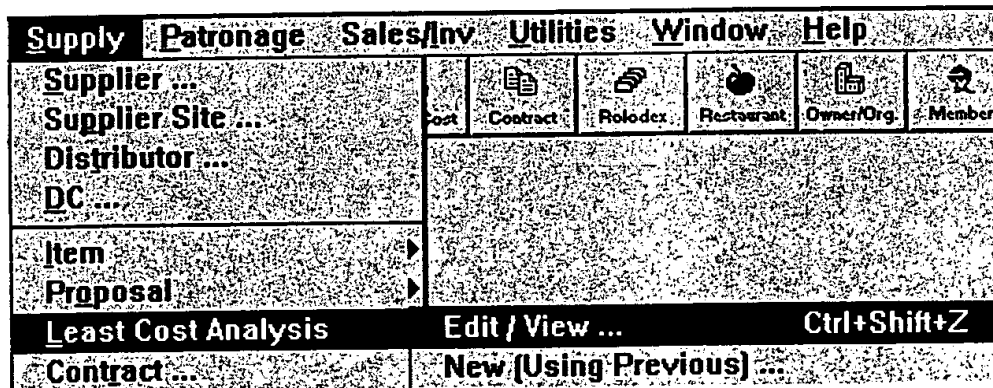 Supply Patronage Sales/Inv Utilities Window Help
Supplier ...
Supplier Site ...
Distributor ...
DC ...
Cost Contract Rolodex Restaurant Owner/Org. Member
Item
Proposal
Least Cost Analysis Edit / View ... Ctrl+Shift+Z
Contract ... New (Using Previous) ...